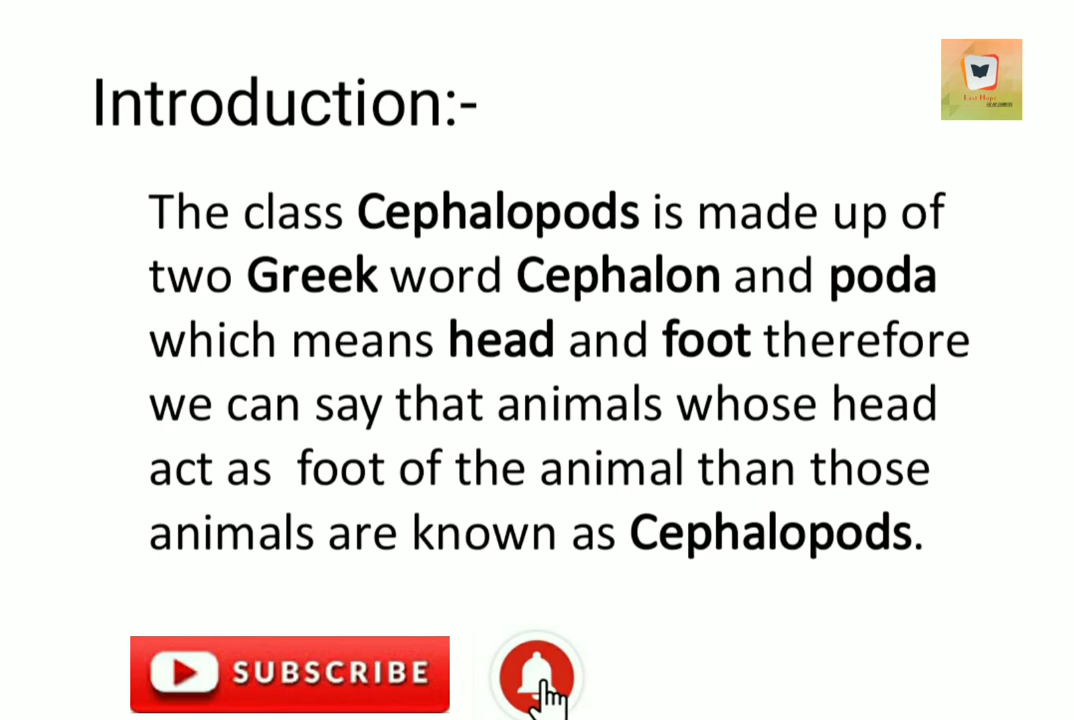 Introduction:-
The class Cephalopods is made up of
two Greek word Cephalon and poda
which means head and foot therefore
we can say that animals whose head
act as  foot of the animal than those
animals are known as Cephalopods.
SUBSCRIBE